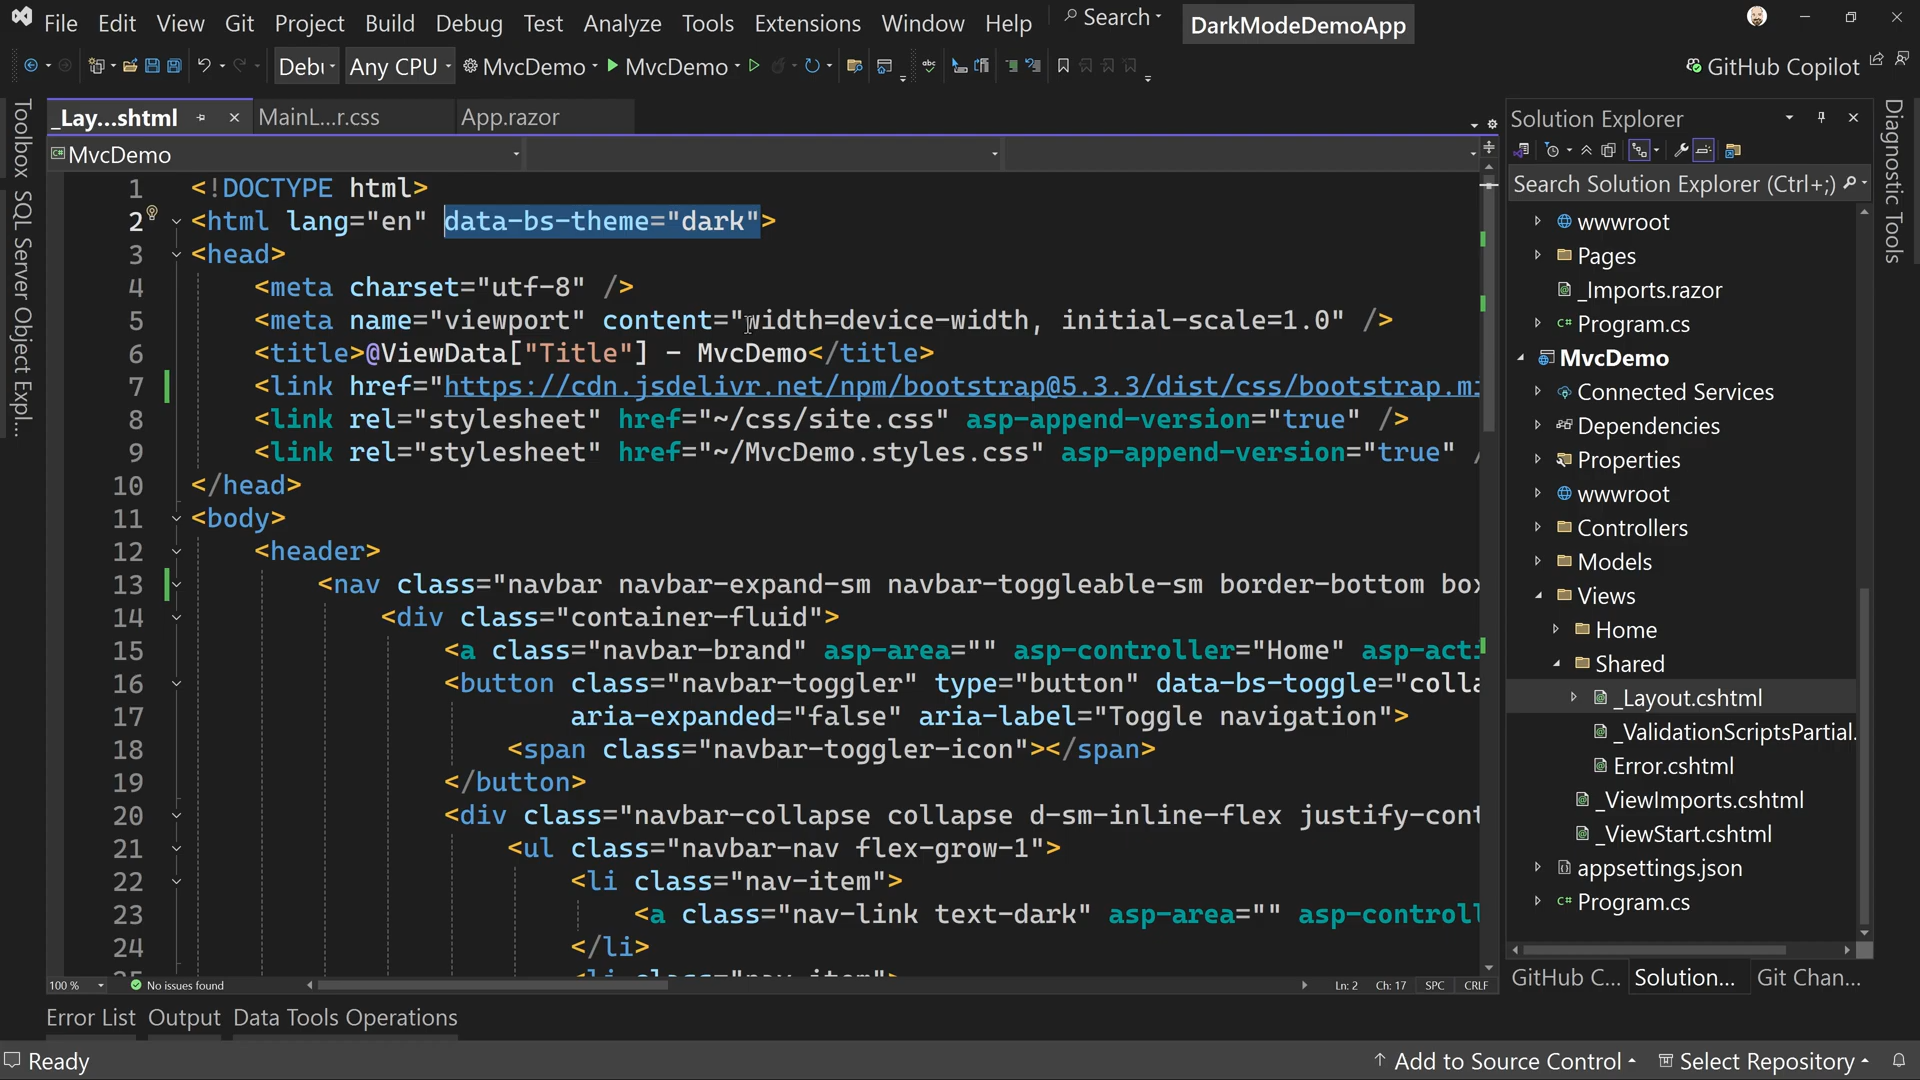 File Edit View Git Project Build Debug Test Analyze Tools Extensions Window Help Search DarkModeDemoApp
Debu Any CPU MvcDemo MvcDemo GitHub Copilot
_Lay...shtml MainL...r.css App.razor
MvcDemo
1 <!DOCTYPE html>
2 <html lang="en" data-bs-theme="dark">
3 <head>
4 <meta charset="utf-8" />
5 <meta name="viewport" content="width=device-width, initial-scale=1.0" />
6 <title>@ViewData["Title"] - MvcDemo</title>
7 <link href="https://cdn.jsdelivr.net/npm/bootstrap@5.3.3/dist/css/bootstrap.mi
8 <link rel="stylesheet" href="~/css/site.css" asp-append-version="true" />
9 <link rel="stylesheet" href="~/MvcDemo.styles.css" asp-append-version="true" /
10 </head>
11 <body>
12 <header>
13 <nav class="navbar navbar-expand-sm navbar-toggleable-sm border-bottom box
14 <div class="container-fluid">
15 <a class="navbar-brand" asp-area="" asp-controller="Home" asp-acti
16 <button class="navbar-toggler" type="button" data-bs-toggle="colla
17 aria-expanded="false" aria-label="Toggle navigation">
18 <span class="navbar-toggler-icon"></span>
19 </button>
20 <div class="navbar-collapse collapse d-sm-inline-flex justify-cont
21 <ul class="navbar-nav flex-grow-1">
22 <li class="nav-item">
23 <a class="nav-link text-dark" asp-area="" asp-controll
24 </li>
25 <li class="nav-item">
100 % No issues found Ln: 2 Ch: 17 SPC CRLF
Error List Output Data Tools Operations
Ready Add to Source Control Select Repository
Toolbox
SQL Server Object Expl...
Solution Explorer
Search Solution Explorer (Ctrl+;)
wwwroot
Pages
_Imports.razor
Program.cs
MvcDemo
Connected Services
Dependencies
Properties
wwwroot
Controllers
Models
Views
Home
Shared
_Layout.cshtml
_ValidationScriptsPartial.
Error.cshtml
_ViewImports.cshtml
_ViewStart.cshtml
appsettings.json
Program.cs
GitHub C... Solution... Git Chan...
Diagnostic Tools